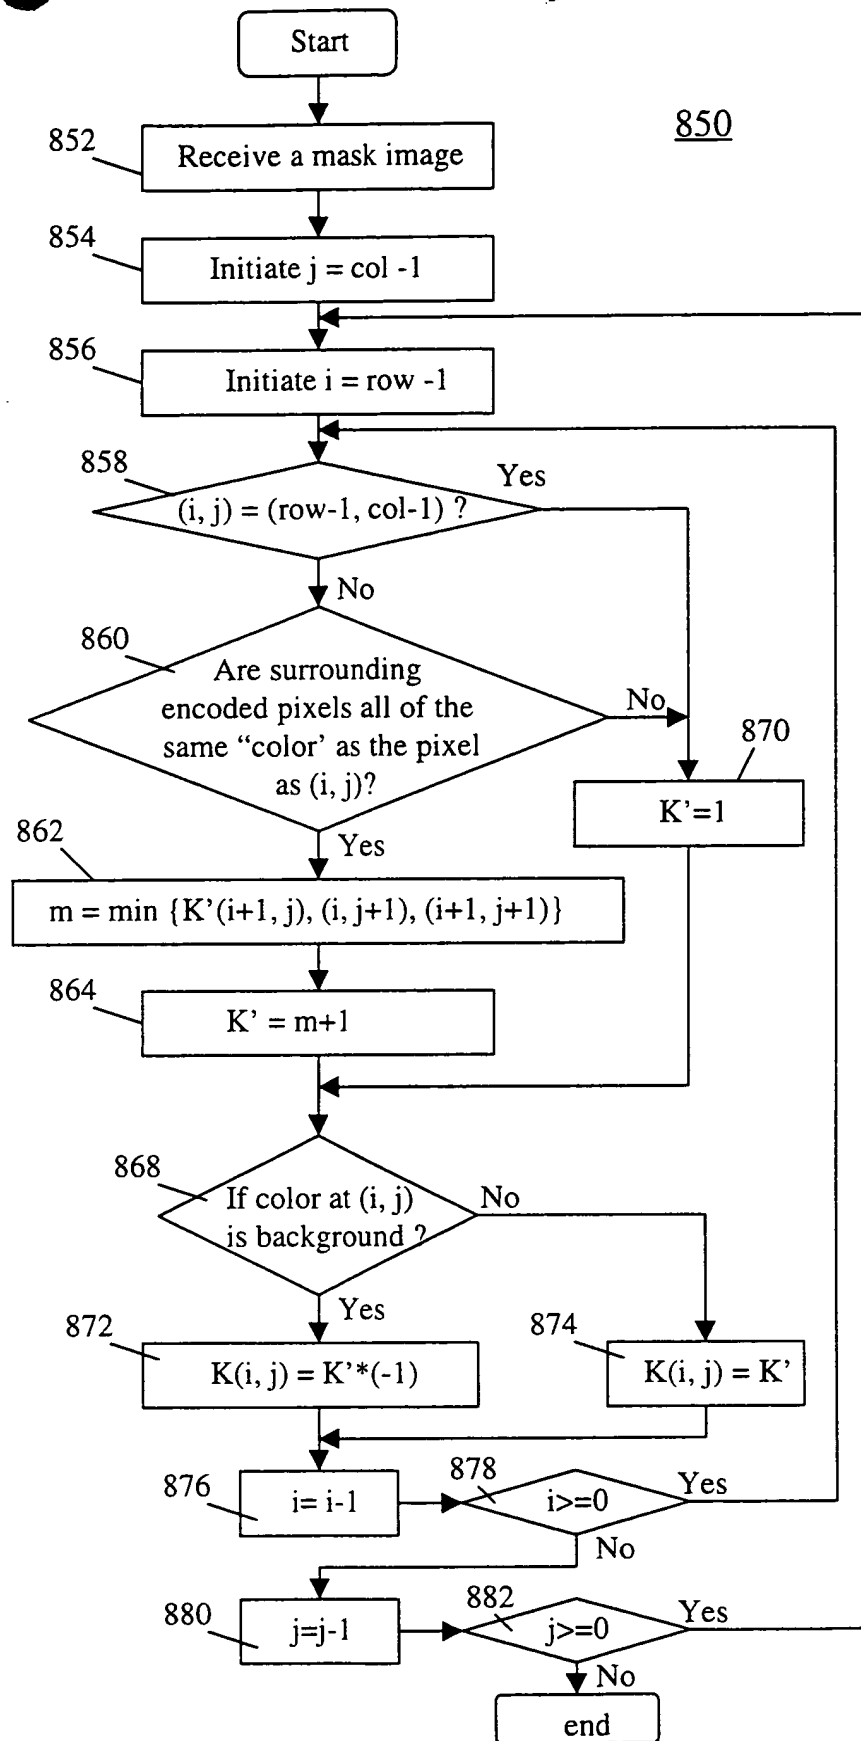 Start
850
852
Receive a mask image
854
Initiate j = col -1
856
Initiate i = row -1
858
Yes
(i, j) = (row-1, col-1) ?
No
860
Are surrounding
encoded pixels all of the
same “color’ as the pixel
as (i, j)?
No
870
K’=1
862
Yes
m = min {K’(i+1, j), (i, j+1), (i+1, j+1)}
864
K’ = m+1
868
If color at (i, j)
is background ?
No
Yes
872
K(i, j) = K’*(-1)
874
K(i, j) = K’
876
i= i-1
878
i>=0
Yes
No
880
j=j-1
882
j>=0
Yes
No
end